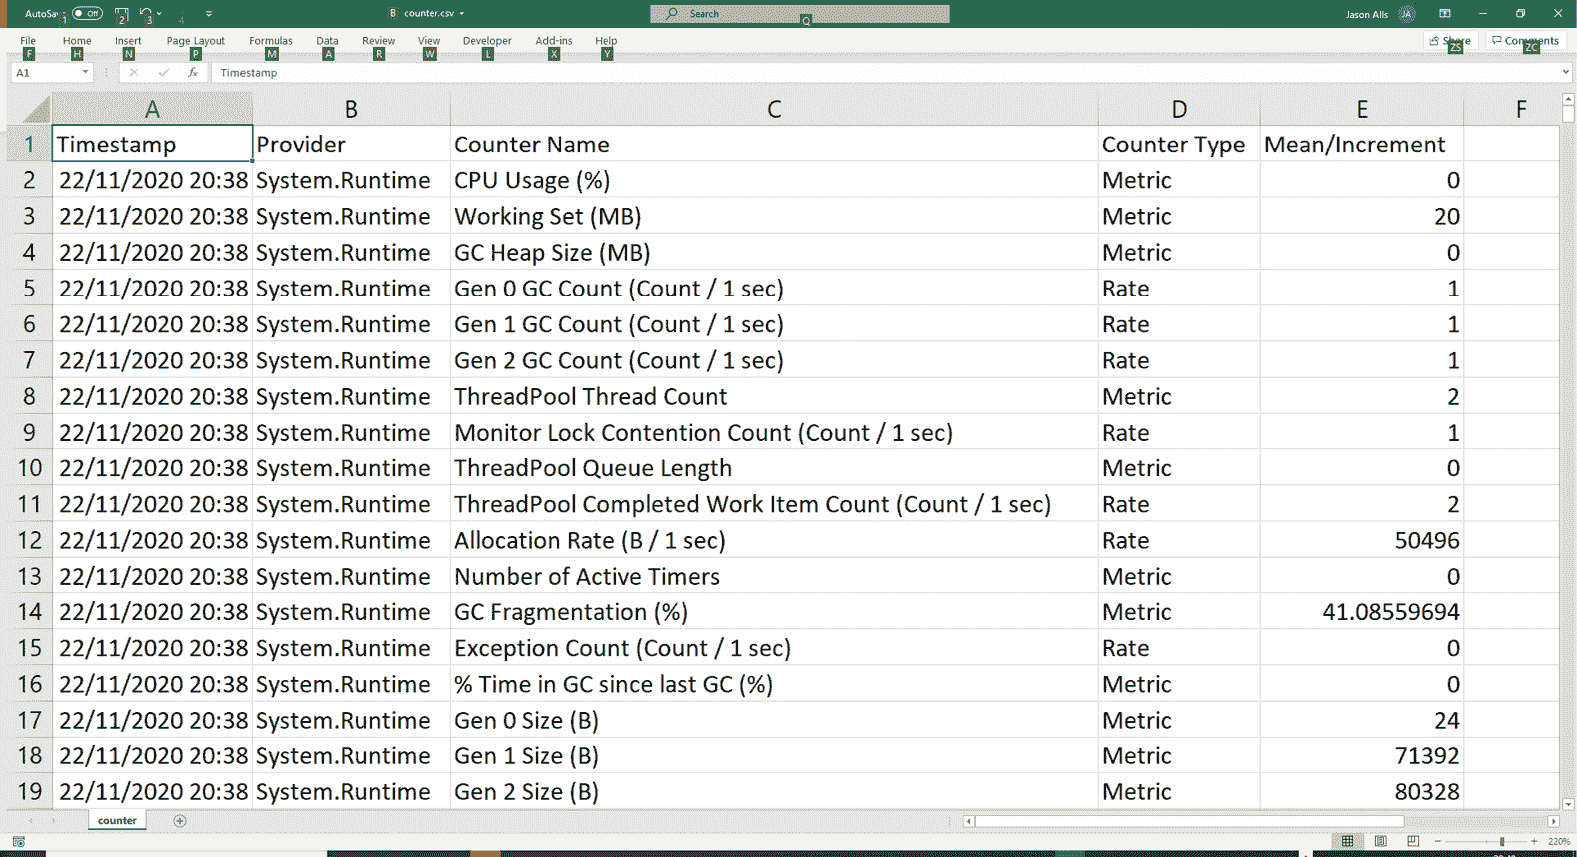 AutoSav Off counter.csv Search Jason Alls JA
1 2 3 4 Q
File Home Insert Page Layout Formulas Data Review View Developer Add-ins Help Share Comments
F H N P M A R W L X Y ZS ZC
A1 fx Timestamp
A B C D E F
1 Timestamp Provider Counter Name Counter Type Mean/Increment
2 22/11/2020 20:38 System.Runtime CPU Usage (%) Metric 0
3 22/11/2020 20:38 System.Runtime Working Set (MB) Metric 20
4 22/11/2020 20:38 System.Runtime GC Heap Size (MB) Metric 0
5 22/11/2020 20:38 System.Runtime Gen 0 GC Count (Count / 1 sec) Rate 1
6 22/11/2020 20:38 System.Runtime Gen 1 GC Count (Count / 1 sec) Rate 1
7 22/11/2020 20:38 System.Runtime Gen 2 GC Count (Count / 1 sec) Rate 1
8 22/11/2020 20:38 System.Runtime ThreadPool Thread Count Metric 2
9 22/11/2020 20:38 System.Runtime Monitor Lock Contention Count (Count / 1 sec) Rate 1
10 22/11/2020 20:38 System.Runtime ThreadPool Queue Length Metric 0
11 22/11/2020 20:38 System.Runtime ThreadPool Completed Work Item Count (Count / 1 sec) Rate 2
12 22/11/2020 20:38 System.Runtime Allocation Rate (B / 1 sec) Rate 50496
13 22/11/2020 20:38 System.Runtime Number of Active Timers Metric 0
14 22/11/2020 20:38 System.Runtime GC Fragmentation (%) Metric 41.08559694
15 22/11/2020 20:38 System.Runtime Exception Count (Count / 1 sec) Rate 0
16 22/11/2020 20:38 System.Runtime % Time in GC since last GC (%) Metric 0
17 22/11/2020 20:38 System.Runtime Gen 0 Size (B) Metric 24
18 22/11/2020 20:38 System.Runtime Gen 1 Size (B) Metric 71392
19 22/11/2020 20:38 System.Runtime Gen 2 Size (B) Metric 80328
counter
220%